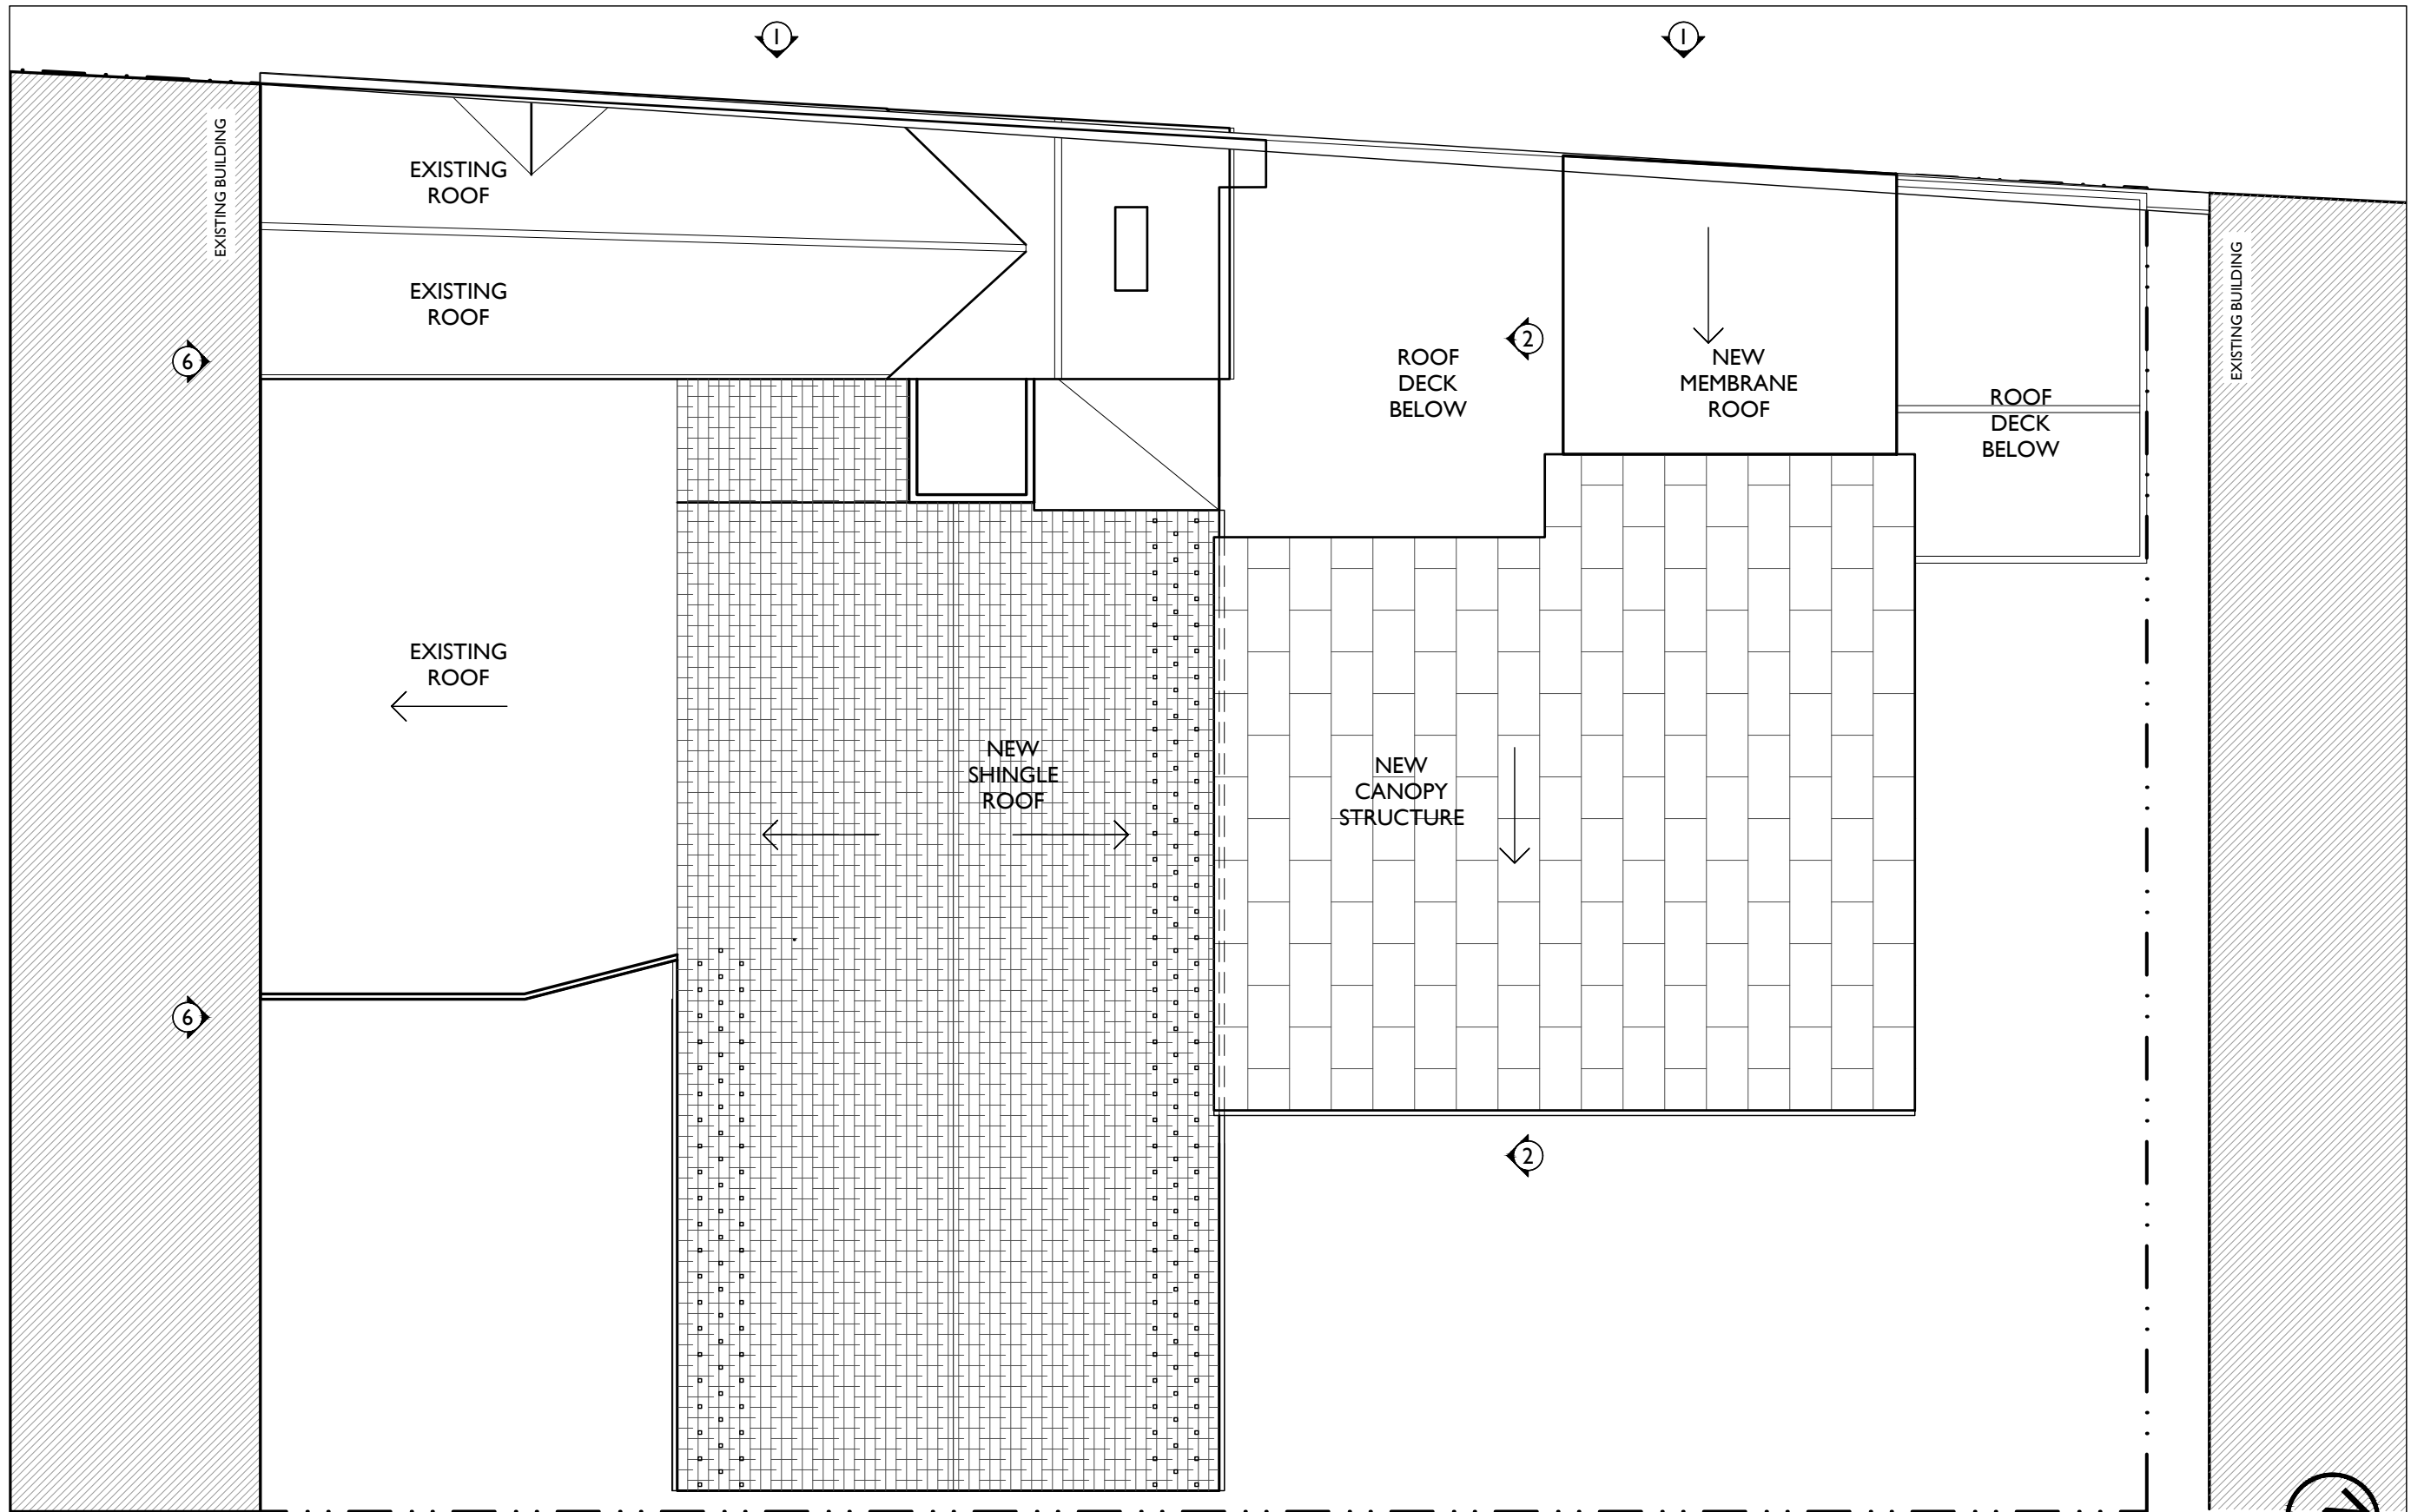 1
1
EXISTING BUILDING
EXISTING
ROOF
EXISTING
ROOF
6
2
ROOF
DECK
BELOW
NEW
MEMBRANE
ROOF
ROOF
DECK
BELOW
EXISTING BUILDING
EXISTING
ROOF
NEW
SHINGLE
ROOF
NEW
CANOPY
STRUCTURE
6
2